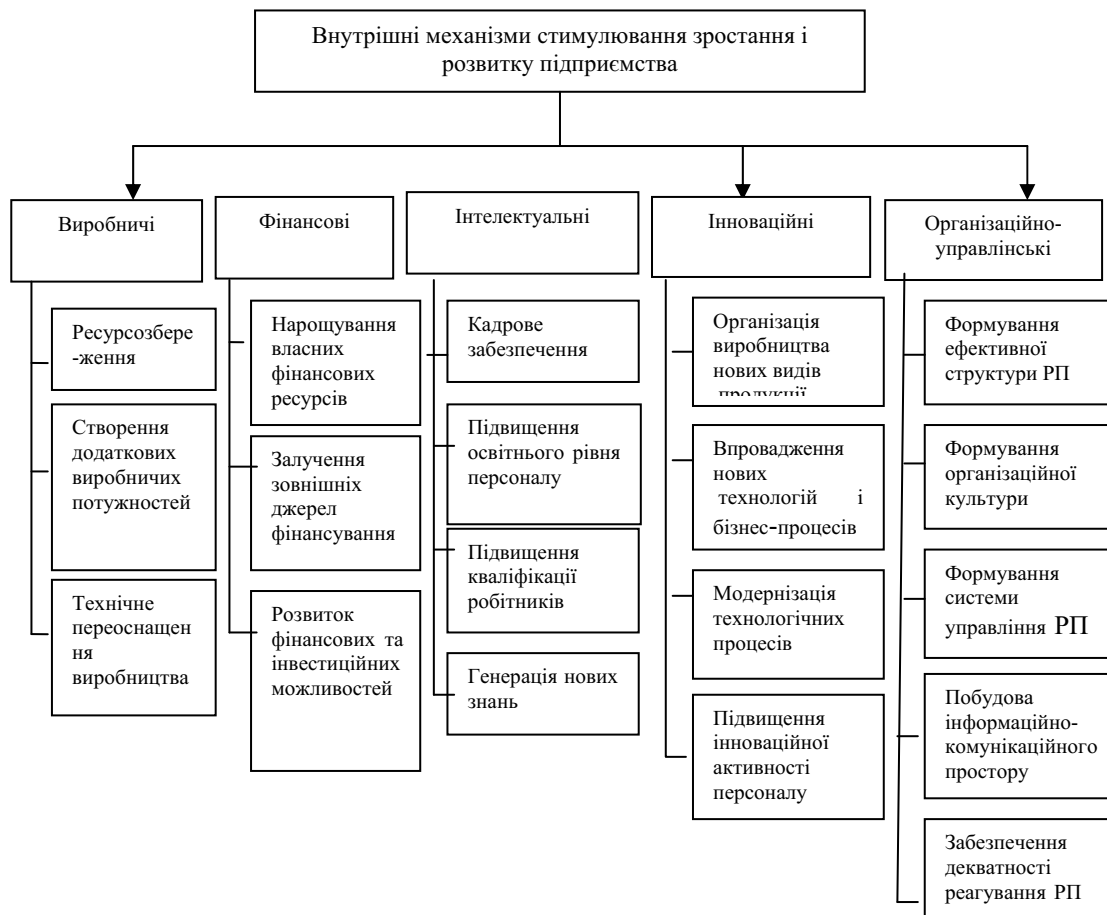 Внутрішні механізми стимулювання зростання і
розвитку підприємства
Виробничі
Фінансові
Інтелектуальні
Інноваційні
Організаційно-
управлінські
Ресурсозбере
-ження
Створення
додаткових
виробничих
потужностей
Технічне
переоснащен
ня
виробництва
Нарощування
власних
фінансових
ресурсів
Залучення
зовнішніх
джерел
фінансування
Розвиток
фінансових та
інвестиційних
можливостей
Кадрове
забезпечення
Підвищення
освітнього рівня
персоналу
Підвищення
кваліфікації
робітників
Генерація нових
знань
Організація
виробництва
нових видів
продукції
Впровадження
нових
технологій і
бізнес-процесів
Модернізація
технологічних
процесів
Підвищення
інноваційної
активності
персоналу
Формування
ефективної
структури РП
Формування
організаційної
культури
Формування
системи
управління РП
Побудова
інформаційно-
комунікаційного
простору
Забезпечення
декватності
реагування РП